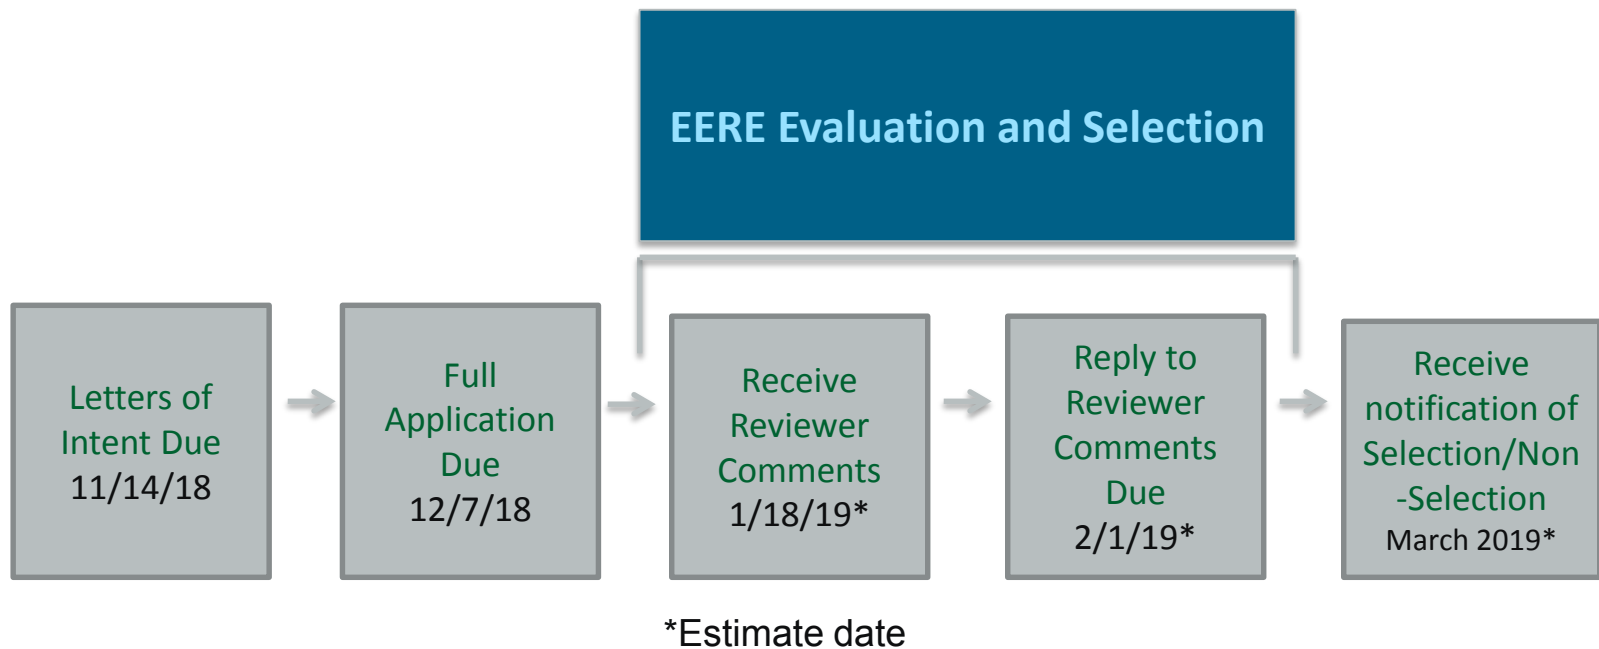 EERE Evaluation and Selection
Letters of
Intent Due
11/14/18
Full
Application
Due
12/7/18
Receive
Reviewer
Comments
1/18/19*
Reply to
Reviewer
Comments
Due
2/1/19*
Receive
notification of
Selection/Non
-Selection
March 2019*
*Estimate date